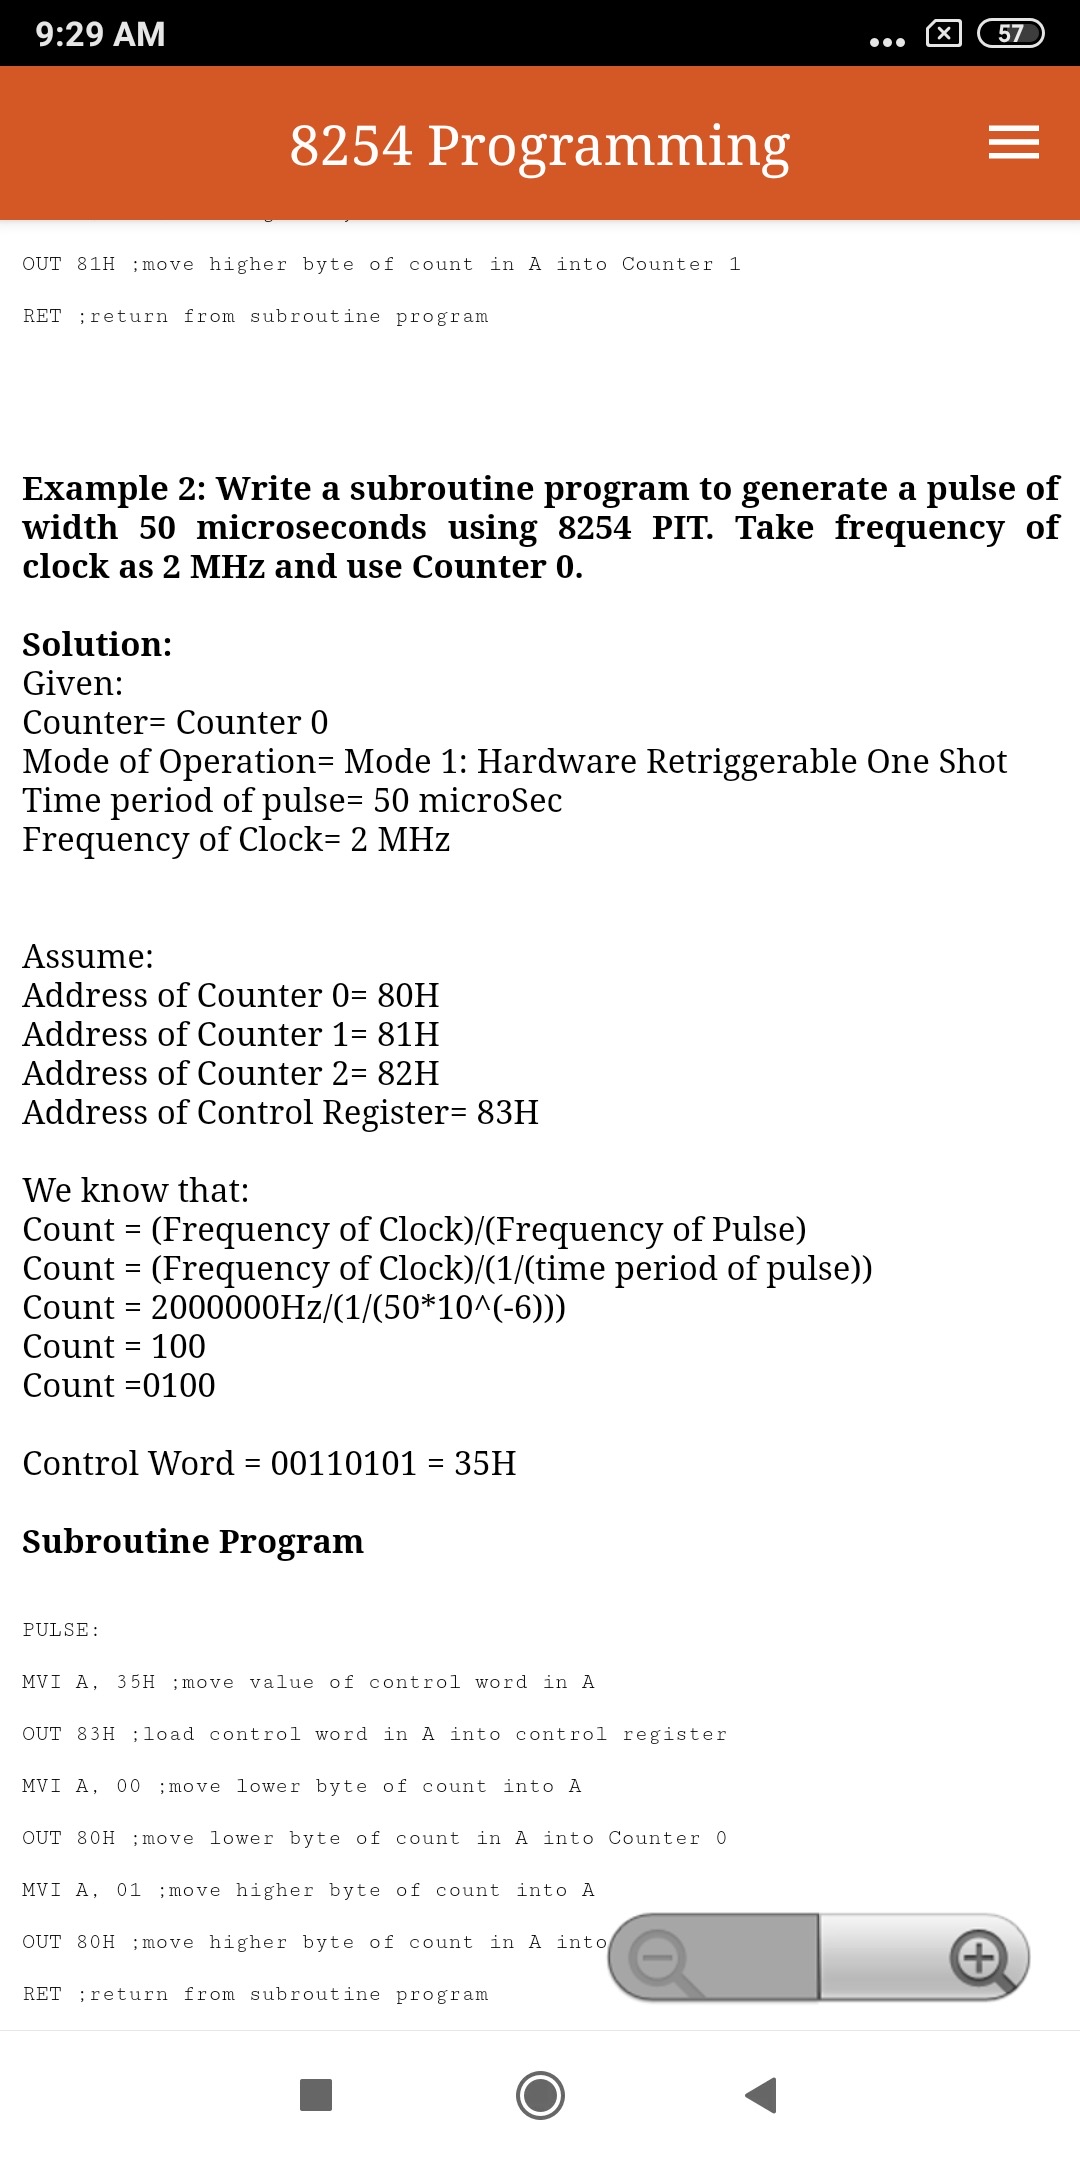 9:29 AM
57
8254 Programming
OUT 81H ;move higher byte of count in A into Counter 1
RET ;return from subroutine program
Example 2: Write a subroutine program to generate a pulse of
width 50 microseconds using 8254 PIT. Take frequency of
clock as 2 MHz and use Counter 0.
Solution:
Given:
Counter= Counter 0
Mode of Operation= Mode 1: Hardware Retriggerable One Shot
Time period of pulse= 50 microSec
Frequency of Clock= 2 MHz
Assume:
Address of Counter 0= 80H
Address of Counter 1= 81H
Address of Counter 2= 82H
Address of Control Register= 83H
We know that:
Count = (Frequency of Clock)/(Frequency of Pulse)
Count = (Frequency of Clock)/(1/(time period of pulse))
Count = 2000000Hz/(1/(50*10^(-6)))
Count = 100
Count =0100
Control Word = 00110101 = 35H
Subroutine Program
PULSE:
MVI A, 35H ;move value of control word in A
OUT 83H ;load control word in A into control register
MVI A, 00 ;move lower byte of count into A
OUT 80H ;move lower byte of count in A into Counter 0
MVI A, 01 ;move higher byte of count into A
OUT 80H ;move higher byte of count in A into
RET ;return from subroutine program